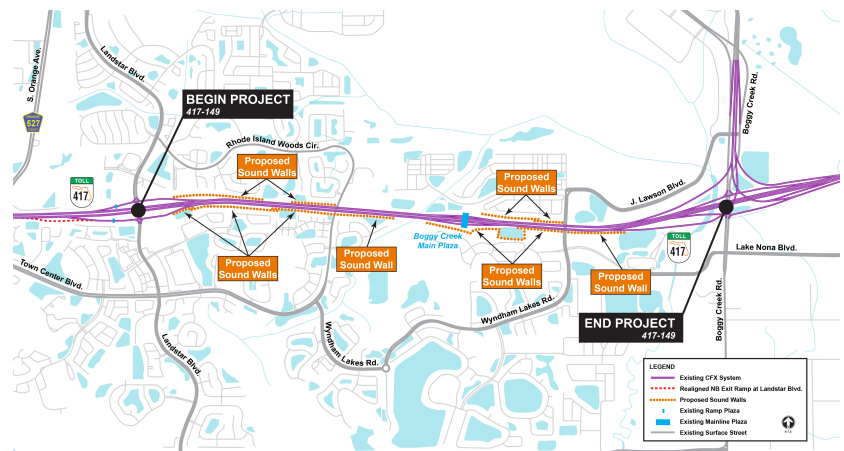 S. Orange Ave.
Landstar Blvd.
527
BEGIN PROJECT
417-149
Rhode Island Woods Cir.
Proposed
Sound Walls
TOLL
417
Proposed
Sound Walls
Proposed
Sound Wall
Boggy Creek
Main Plaza
Proposed
Sound Walls
Proposed
Sound Walls
Proposed
Sound Wall
J. Lawson Blvd.
Boggy Creek Rd.
TOLL
417
Lake Nona Blvd.
Town Center Blvd.
Landstar Blvd.
Wyndham Lakes Rd.
Wyndham Lakes Rd.
Boggy Creek Rd.
END PROJECT
417-149
LEGEND
Existing CFX System
Realigned NB Exit Ramp at Landstar Blvd.
Proposed Sound Walls
Existing Ramp Plaza
Existing Mainline Plaza
Existing Surface Street